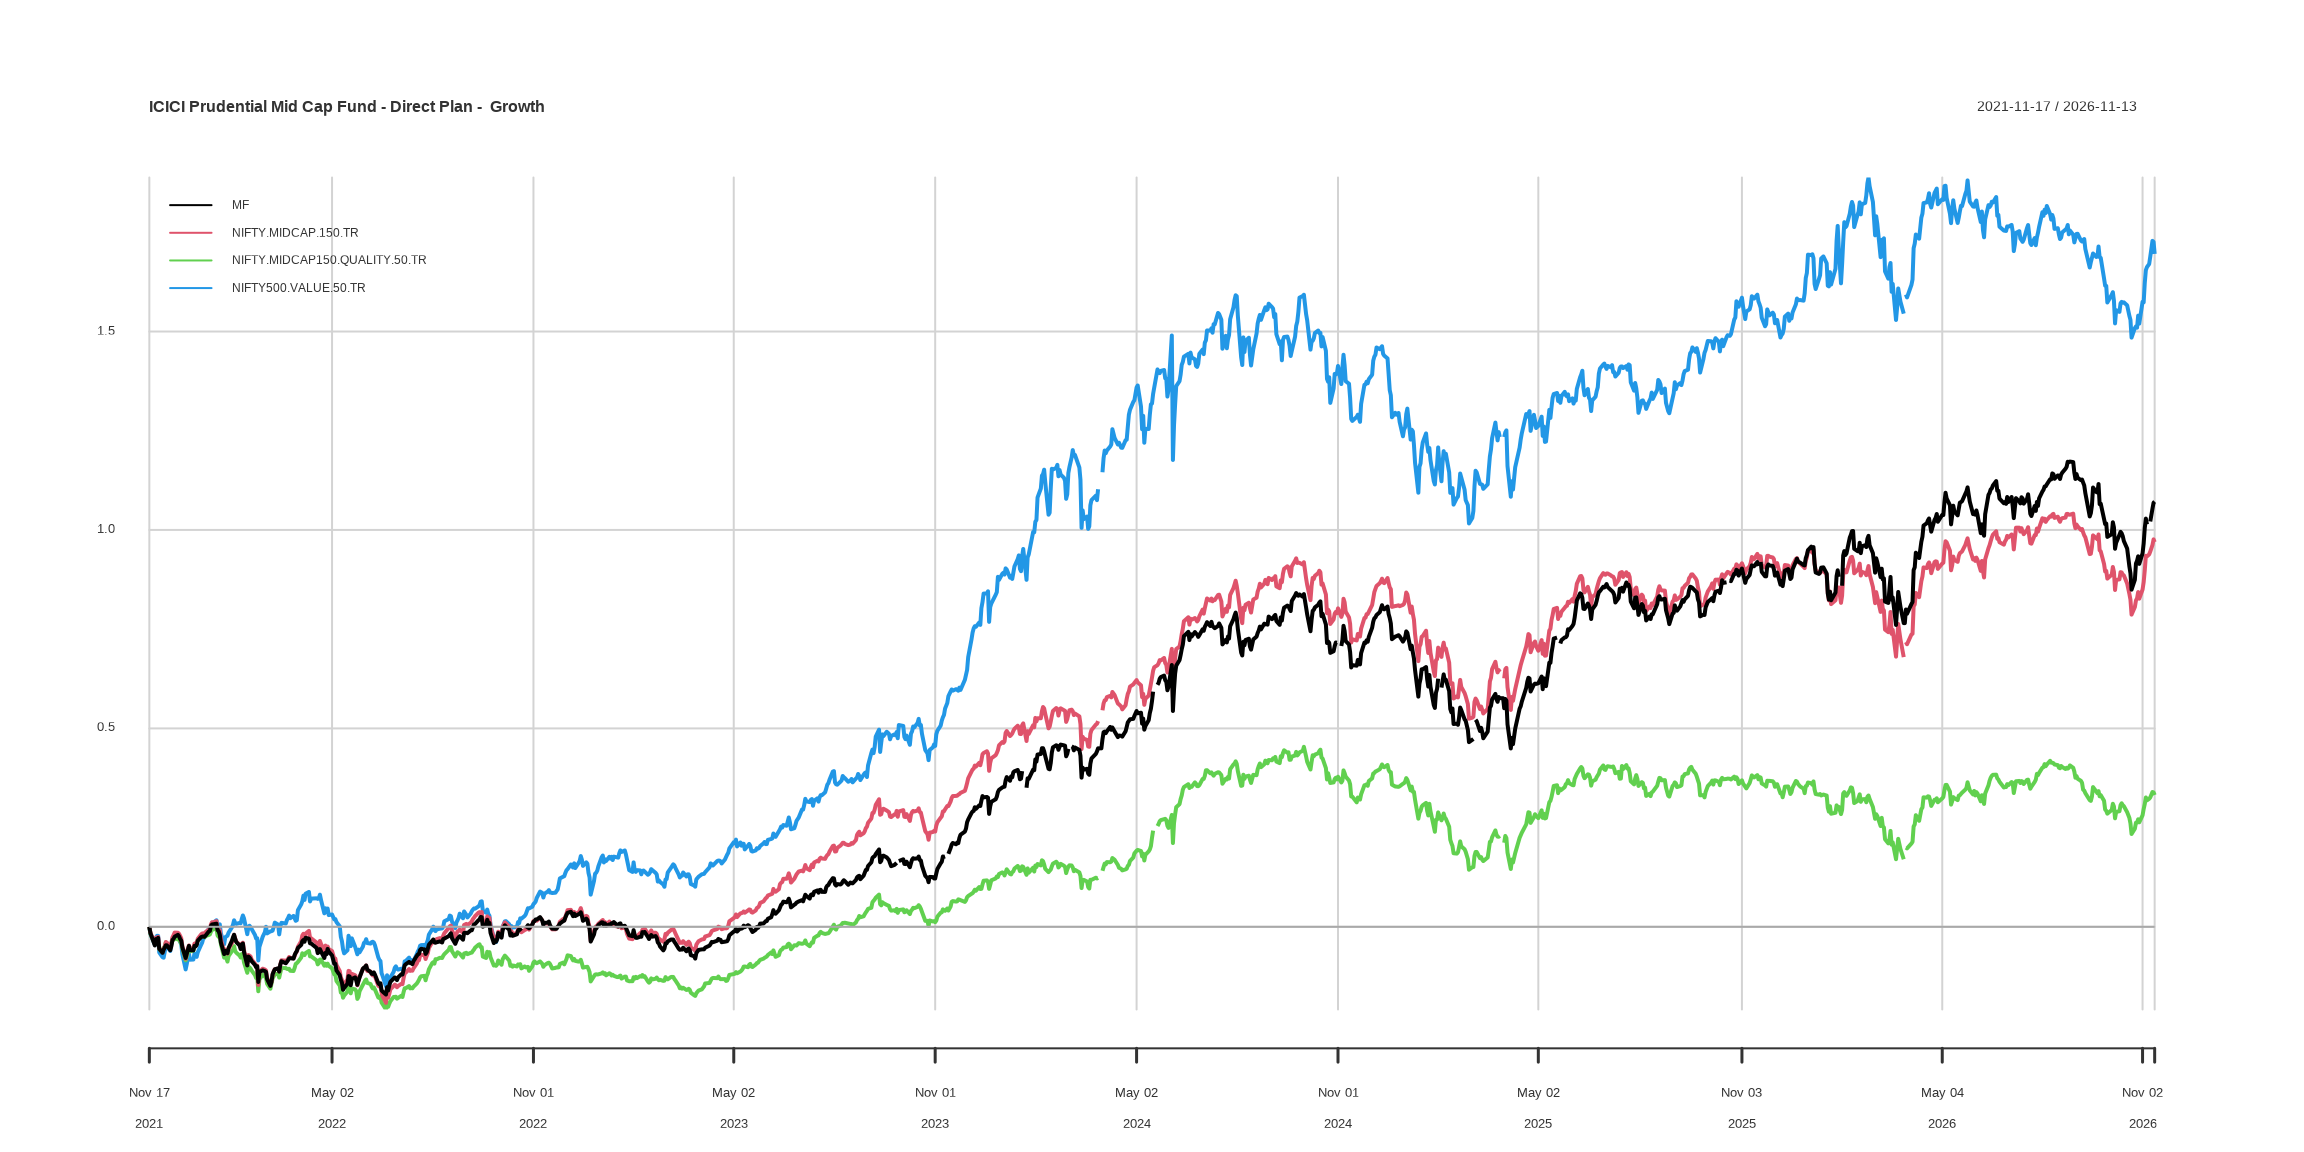 ICICI Prudential Mid Cap Fund - Direct Plan -  Growth
2021-11-17 / 2026-11-13
MF
NIFTY.MIDCAP.150.TR
NIFTY.MIDCAP150.QUALITY.50.TR
NIFTY500.VALUE.50.TR
1.5
1.0
0.5
0.0
Nov 17 May 02 Nov 01 May 02 Nov 01 May 02 Nov 01 May 02 Nov 03 May 04 Nov 02
2021 2022 2022 2023 2023 2024 2024 2025 2025 2026 2026